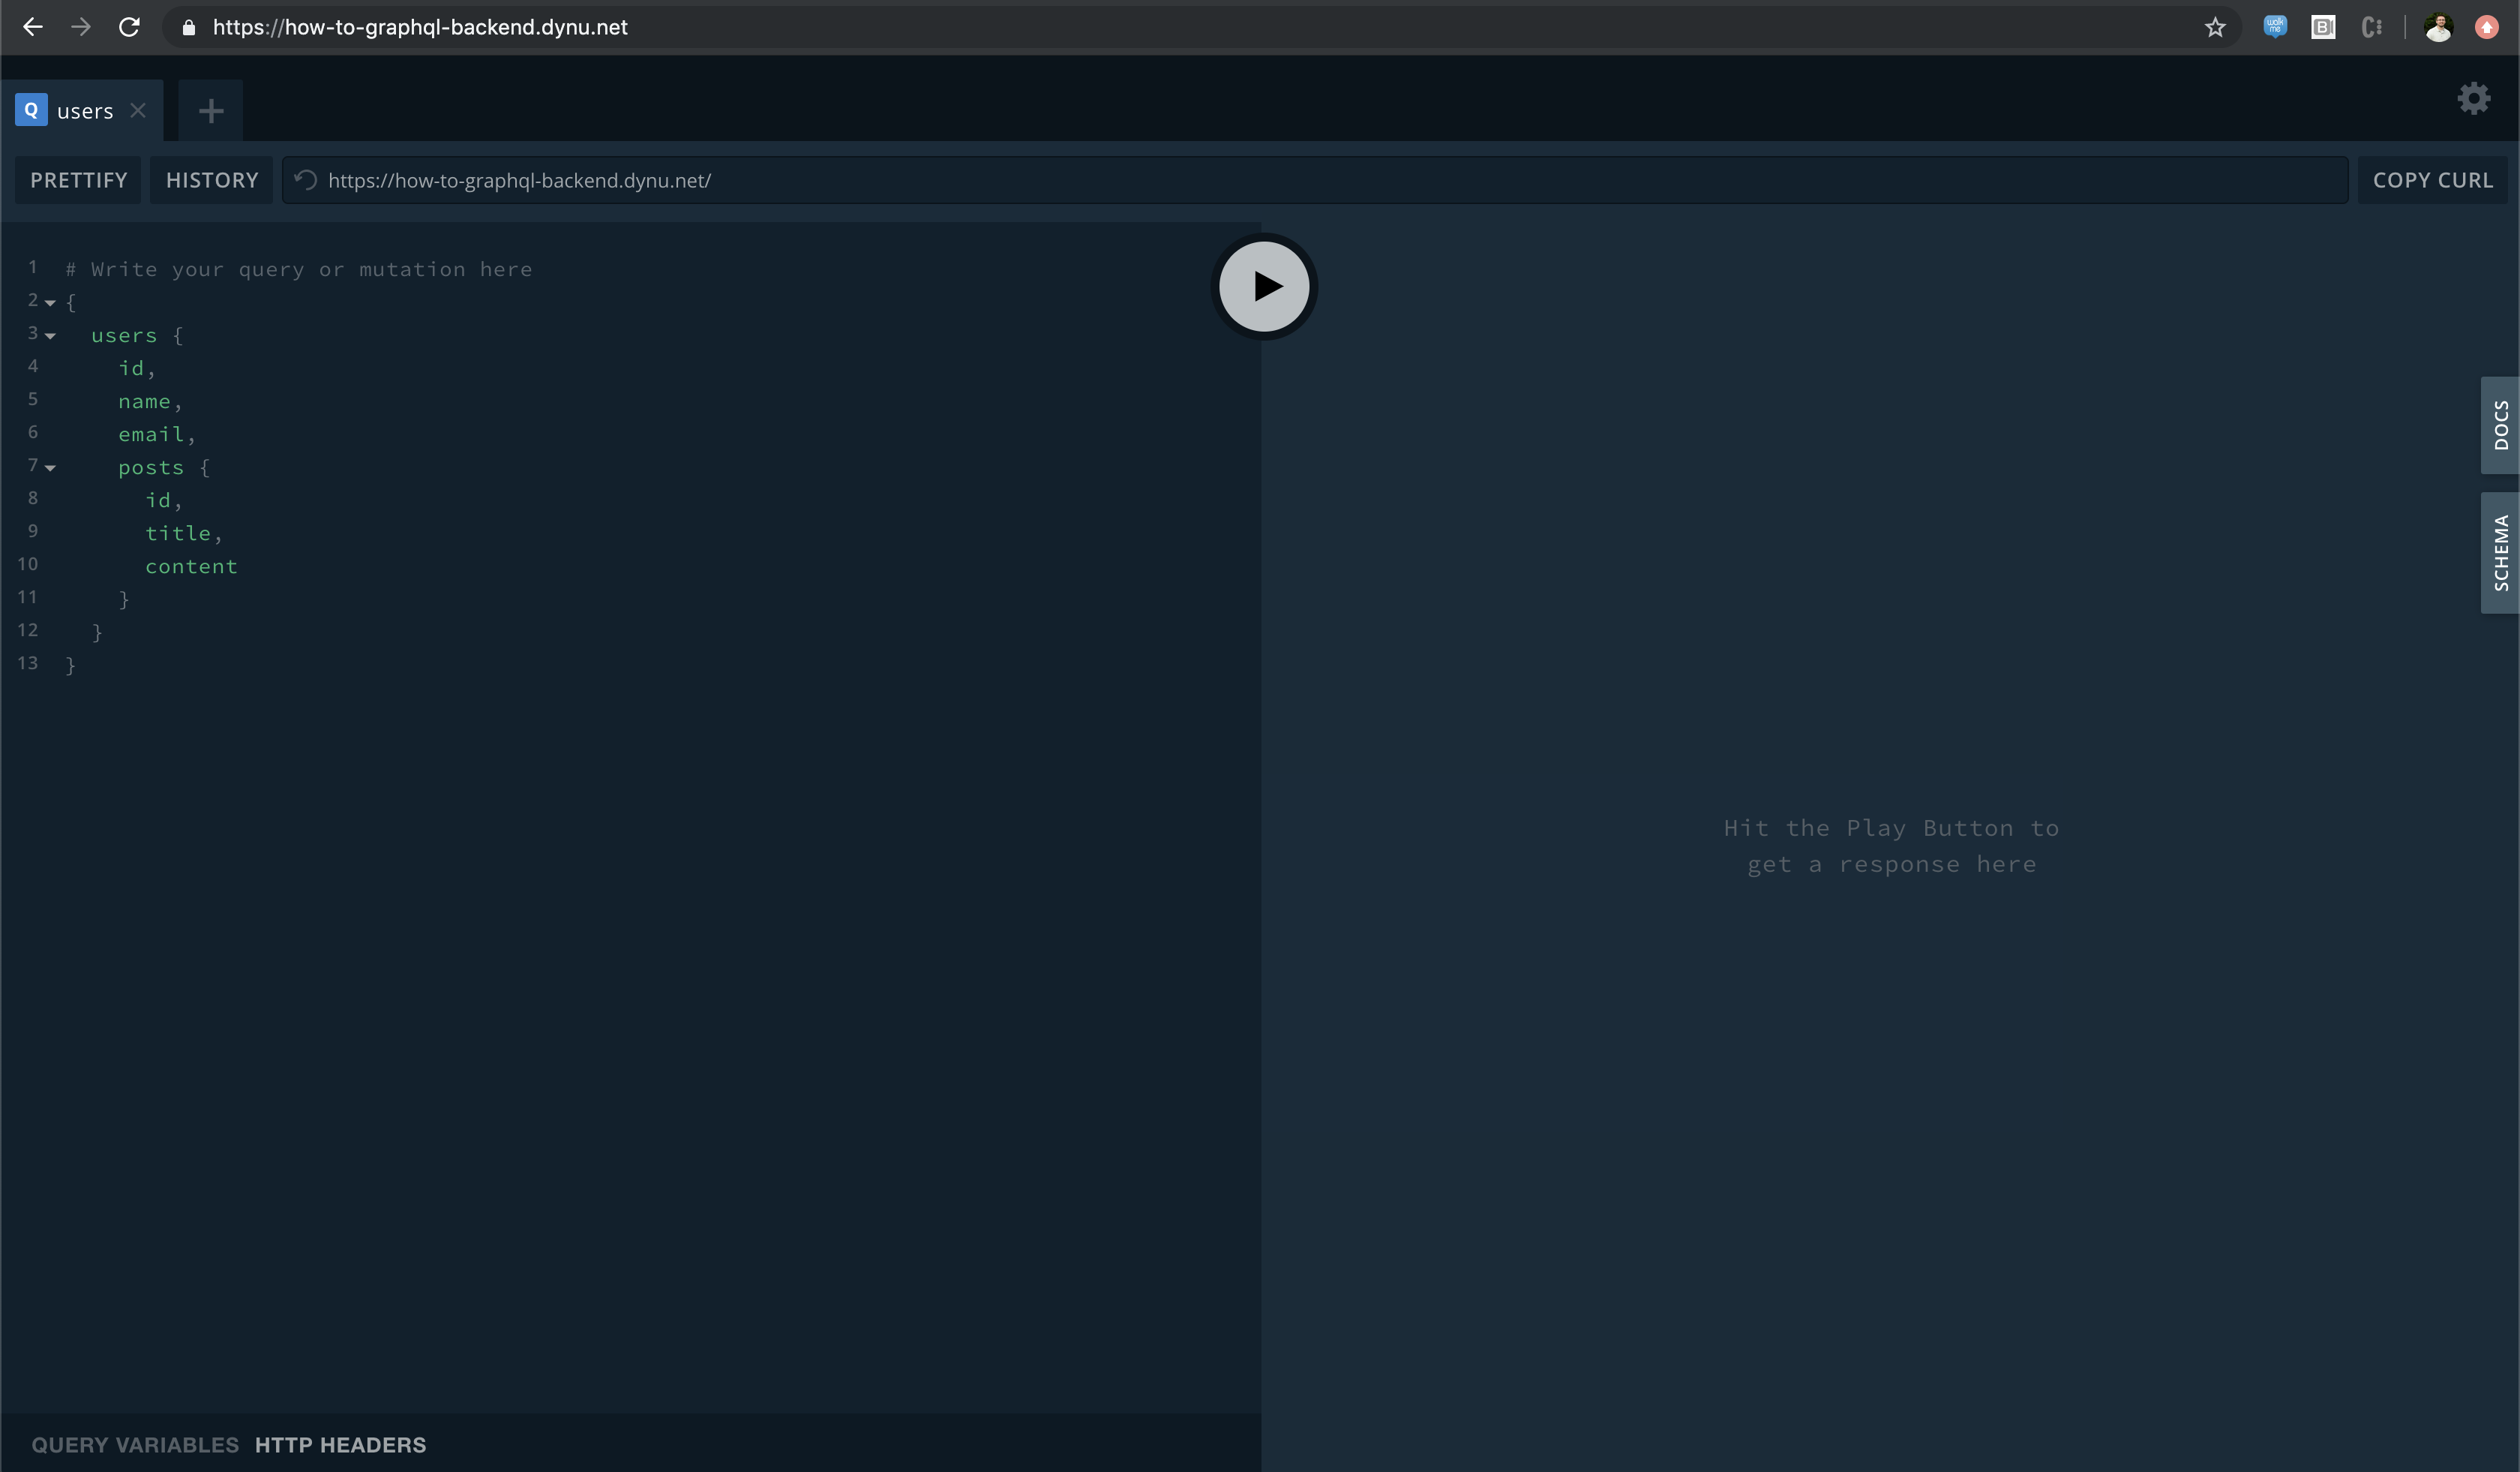 https://how-to-graphql-backend.dynu.net
walk me
B
C
Q users
PRETTIFY HISTORY https://how-to-graphql-backend.dynu.net/ COPY CURL
1 # Write your query or mutation here
2 {
3 users {
4 id,
5 name,
6 email,
7 posts {
8 id,
9 title,
10 content
11 }
12 }
13 }
DOCS
SCHEMA
Hit the Play Button to
get a response here
QUERY VARIABLES HTTP HEADERS